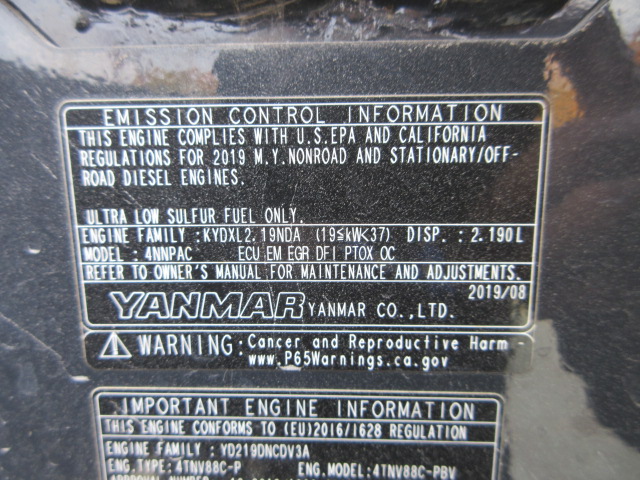 EMISSION CONTROL INFORMATION
THIS ENGINE COMPLIES WITH U.S.EPA AND CALIFORNIA
REGULATIONS FOR 2019 M.Y.NONROAD AND STATIONARY/OFF-
ROAD DIESEL ENGINES.
ULTRA LOW SULFUR FUEL ONLY.
ENGINE FAMILY :KYDXL2.19NDA (19≦kW<37) DISP. :2.190L
MODEL :4NNPAC ECU EM EGR DFI PTOX OC
REFER TO OWNER'S MANUAL FOR MAINTENANCE AND ADJUSTMENTS.
2019/08
YANMAR YANMAR CO.,LTD.
WARNING:Cancer and Reproductive Harm -
www.P65Warnings.ca.gov
IMPORTANT ENGINE INFORMATION
THIS ENGINE CONFORMS TO (EU)2016/1628 REGULATION
ENGINE FAMILY :YD219DNCDV3A
ENG.TYPE:4TNV88C-P ENG.MODEL:4TNV88C-PBV
APPROVAL NUMBER